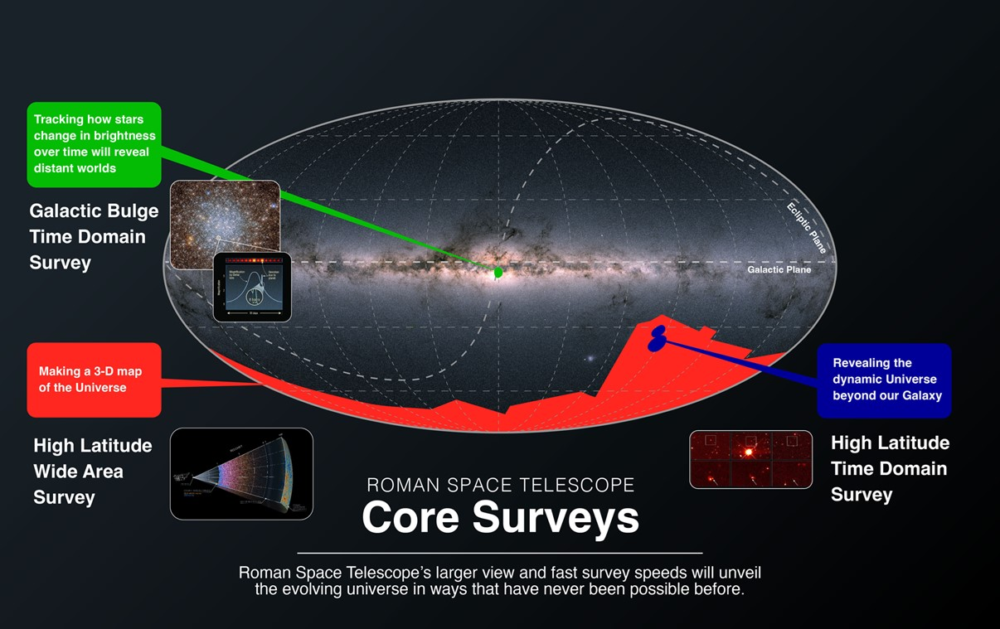 Tracking how stars
change in brightness
over time will reveal
distant worlds
Galactic Bulge
Time Domain
Survey
Ecliptic Plane
Galactic Plane
Making a 3-D map
of the Universe
High Latitude
Wide Area
Survey
Revealing the
dynamic Universe
beyond our Galaxy
High Latitude
Time Domain
Survey
ROMAN SPACE TELESCOPE
Core Surveys
Roman Space Telescope's larger view and fast survey speeds will unveil
the evolving universe in ways that have never been possible before.